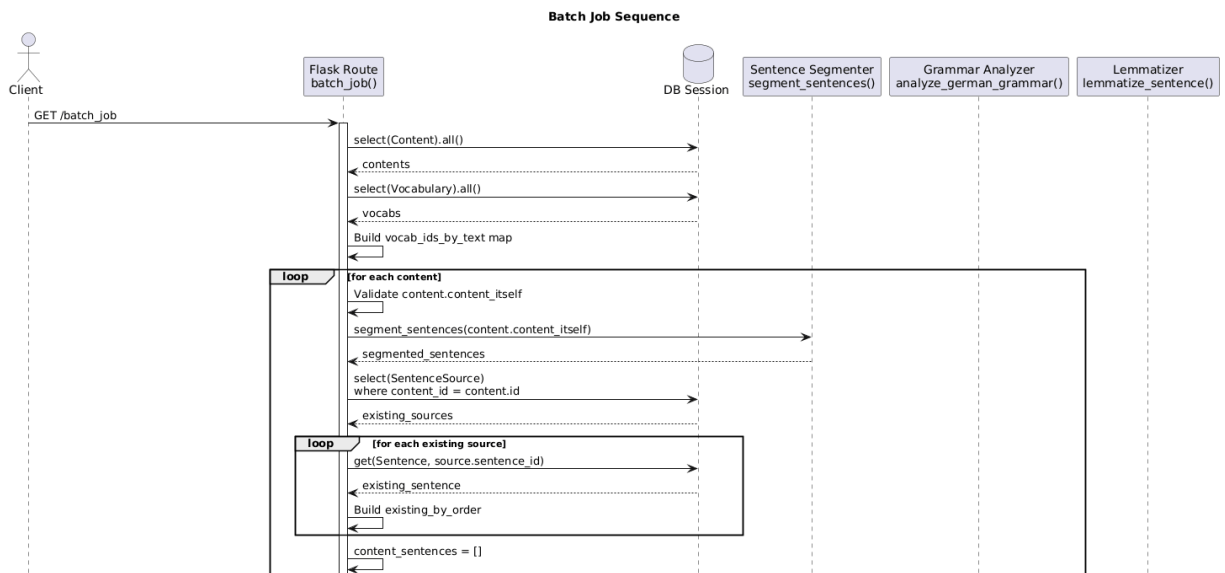 Batch Job Sequence
Client
Flask Route
batch_job()
DB Session
Sentence Segmenter
segment_sentences()
Grammar Analyzer
analyze_german_grammar()
Lemmatizer
lemmatize_sentence()
GET /batch_job
select(Content).all()
contents
select(Vocabulary).all()
vocabs
Build vocab_ids_by_text map
loop [for each content]
Validate content.content_itself
segment_sentences(content.content_itself)
segmented_sentences
select(SentenceSource)
where content_id = content.id
existing_sources
loop [for each existing source]
get(Sentence, source.sentence_id)
existing_sentence
Build existing_by_order
content_sentences = []